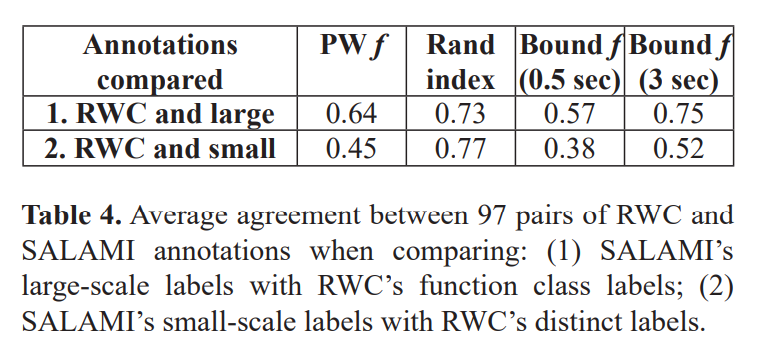 Annotations compared PW f Rand index Bound f (0.5 sec) Bound f (3 sec)
1. RWC and large 0.64 0.73 0.57 0.75
2. RWC and small 0.45 0.77 0.38 0.52
Table 4. Average agreement between 97 pairs of RWC and
SALAMI annotations when comparing: (1) SALAMI's
large-scale labels with RWC's function class labels; (2)
SALAMI's small-scale labels with RWC's distinct labels.